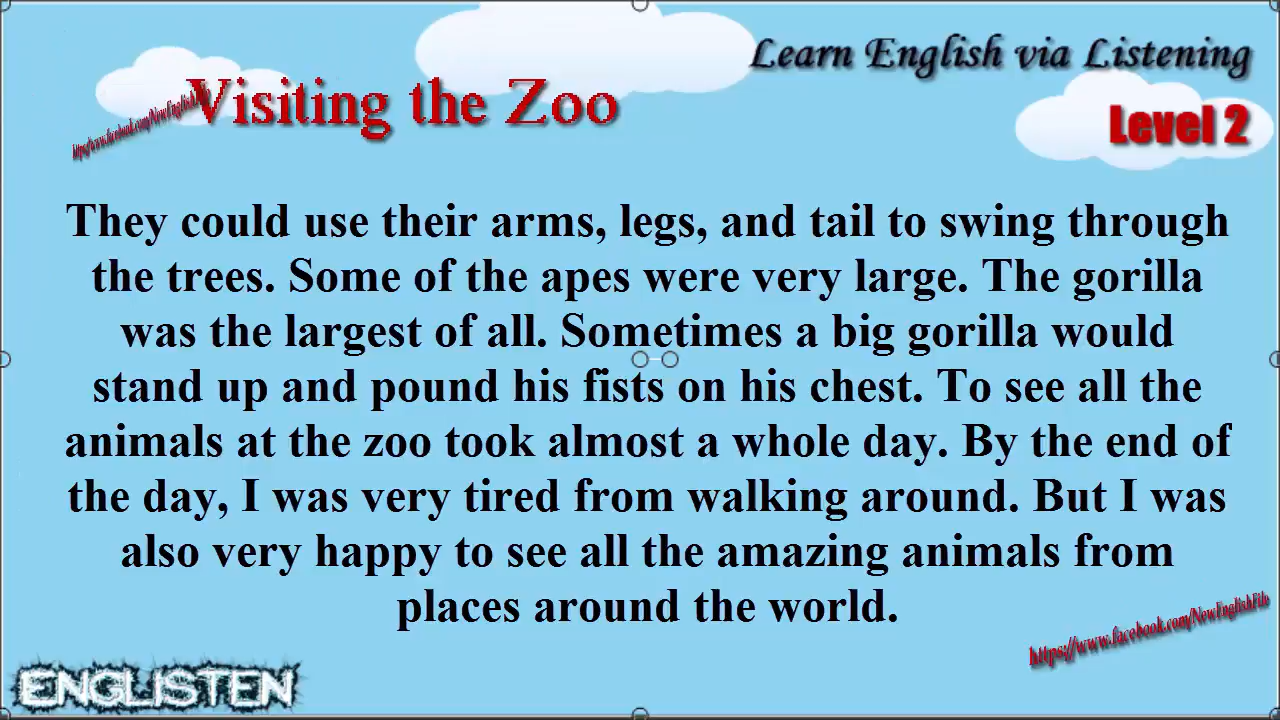 Learn English via Listening
Visiting the Zoo
Level 2
https://www.facebook.com/NewEnglishFile
They could use their arms, legs, and tail to swing through
the trees. Some of the apes were very large. The gorilla
was the largest of all. Sometimes a big gorilla would
stand up and pound his fists on his chest. To see all the
animals at the zoo took almost a whole day. By the end of
the day, I was very tired from walking around. But I was
also very happy to see all the amazing animals from
places around the world.
https://www.facebook.com/NewEnglishFile
ENGLISTEN